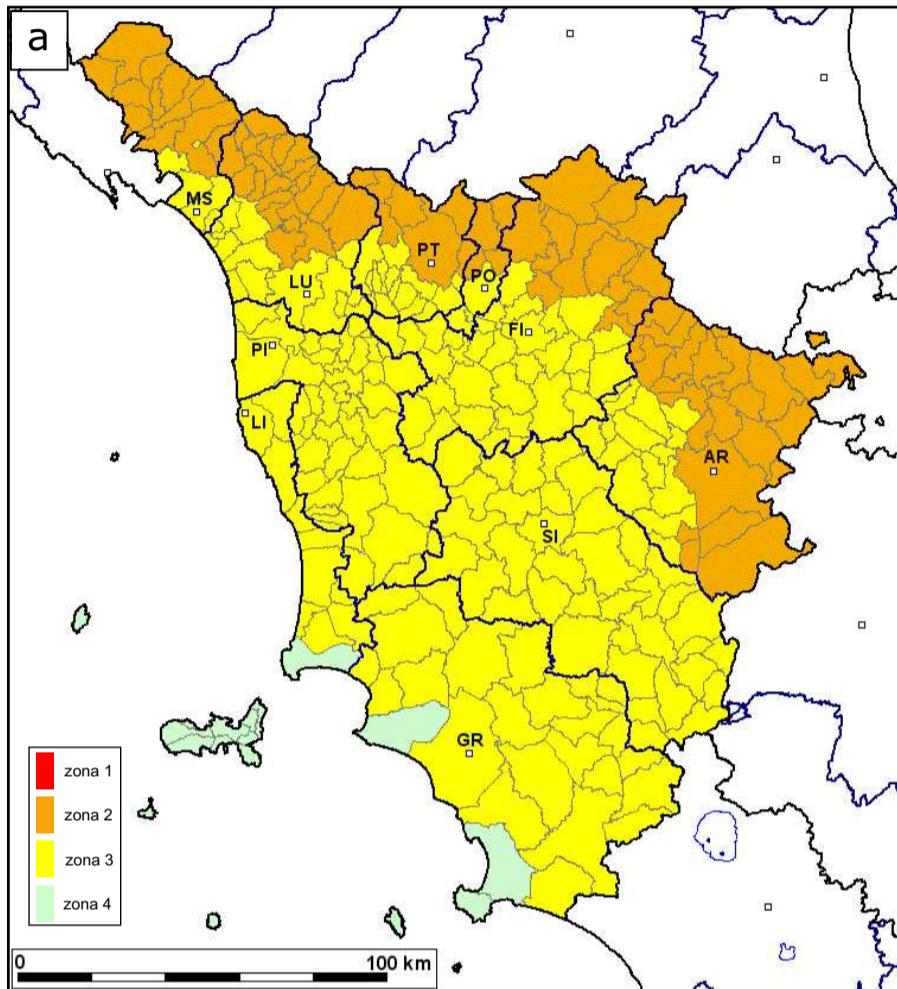 a
MS
PT
LU
PO
FI
PI
LI
AR
SI
GR
zona 1
zona 2
zona 3
zona 4
0
100 km